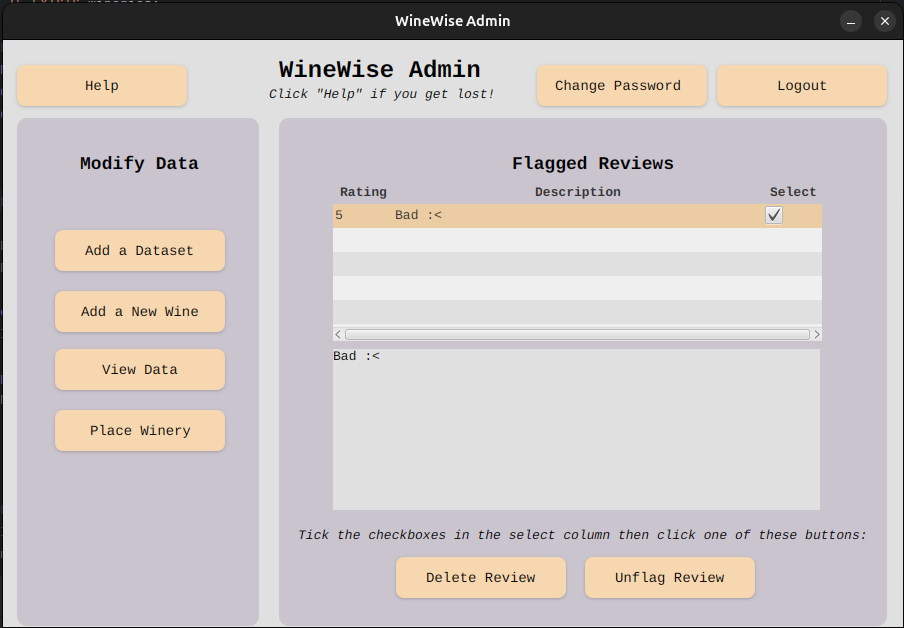 WineWise Admin
Help
WineWise Admin
Click "Help" if you get lost!
Change Password
Logout
Modify Data
Add a Dataset
Add a New Wine
View Data
Place Winery
Flagged Reviews
Rating Description Select
5 Bad :<
Bad :<
Tick the checkboxes in the select column then click one of these buttons:
Delete Review
Unflag Review